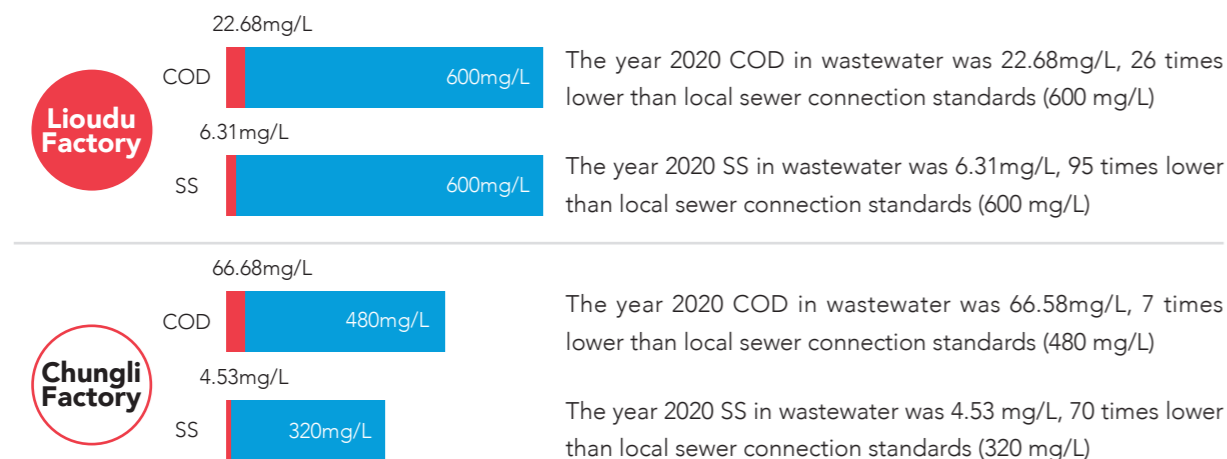 22.68mg/L
COD
600mg/L
The year 2020 COD in wastewater was 22.68mg/L, 26 times
lower than local sewer connection standards (600 mg/L)
Lioudu
Factory
6.31mg/L
SS
600mg/L
The year 2020 SS in wastewater was 6.31mg/L, 95 times lower
than local sewer connection standards (600 mg/L)
66.68mg/L
COD
480mg/L
The year 2020 COD in wastewater was 66.58mg/L, 7 times
lower than local sewer connection standards (480 mg/L)
Chungli
Factory
4.53mg/L
SS
320mg/L
The year 2020 SS in wastewater was 4.53 mg/L, 70 times lower
than local sewer connection standards (320 mg/L)